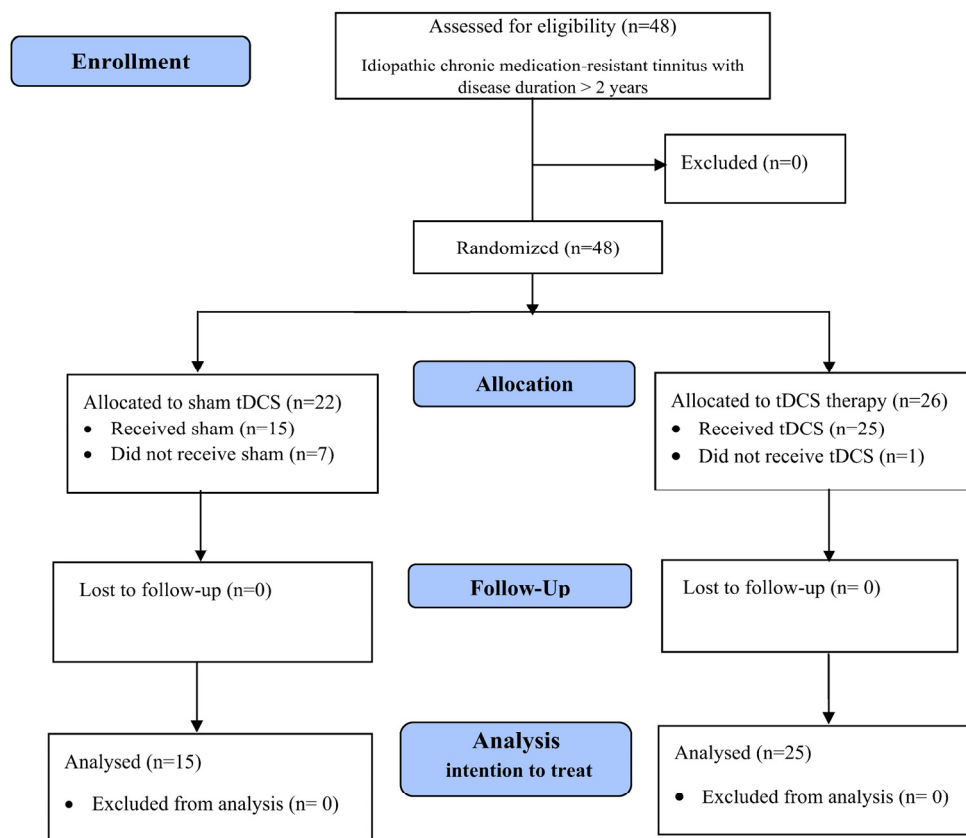 Assessed for eligibility (n=48)
Idiopathic chronic medication-resistant tinnitus with
disease duration > 2 years
Enrollment
Excluded (n=0)
Randomized (n=48)
Allocation
Allocated to sham tDCS (n=22)
• Received sham (n=15)
• Did not receive sham (n=7)
Allocated to tDCS therapy (n=26)
• Received tDCS (n=25)
• Did not receive tDCS (n=1)
Follow-Up
Lost to follow-up (n=0)
Lost to follow-up (n= 0)
Analysis
intention to treat
Analysed (n=15)
• Excluded from analysis (n= 0)
Analysed (n=25)
• Excluded from analysis (n= 0)